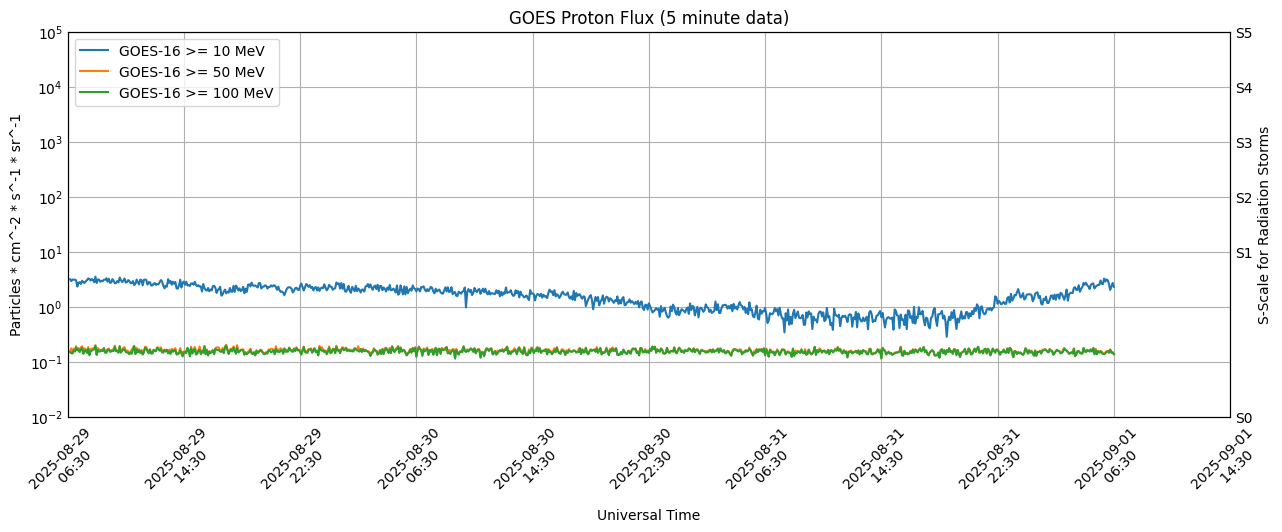 GOES Proton Flux (5 minute data)
GOES-16 >= 10 MeV
GOES-16 >= 50 MeV
GOES-16 >= 100 MeV
Particles * cm^-2 * s^-1 * sr^-1
10^5
10^4
10^3
10^2
10^1
10^0
10^-1
10^-2
S5
S4
S3
S2
S1
S0
S-Scale for Radiation Storms
2025-08-29
06:30
2025-08-29
14:30
2025-08-29
22:30
2025-08-30
06:30
2025-08-30
14:30
2025-08-30
22:30
2025-08-31
06:30
2025-08-31
14:30
2025-08-31
22:30
2025-09-01
06:30
2025-09-01
14:30
Universal Time